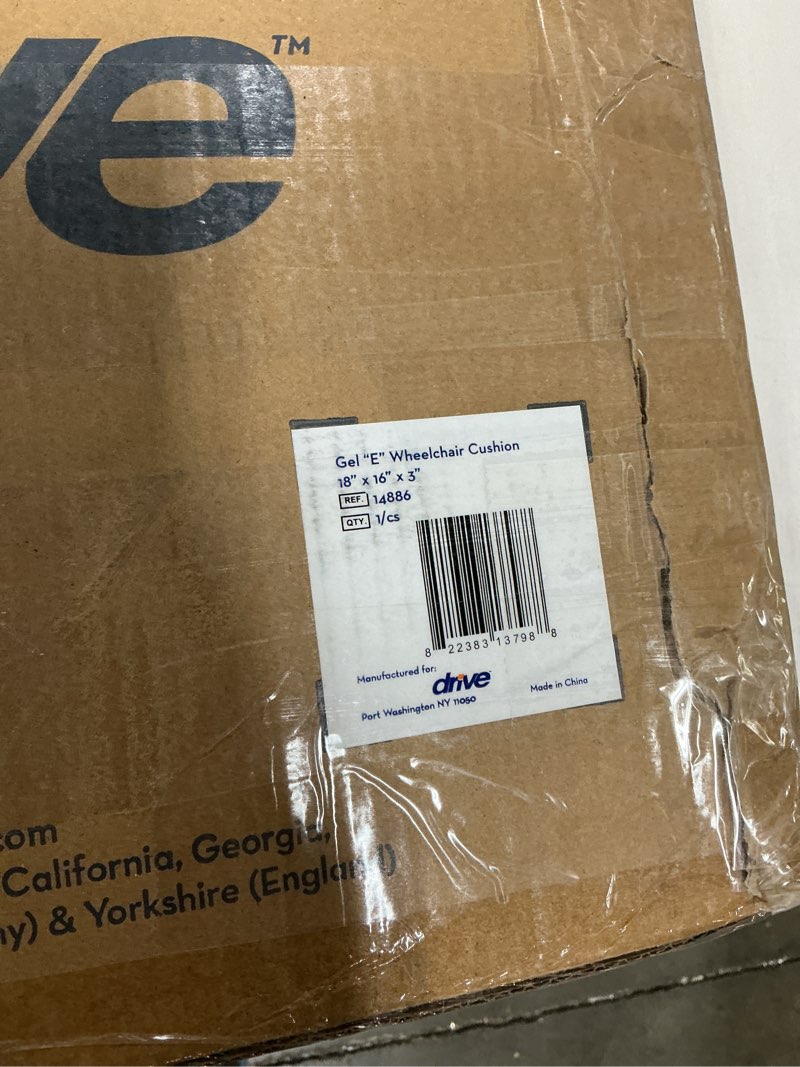 ve™
Gel "E" Wheelchair Cushion
18" x 16" x 3"
REF. 14886
QTY. 1/cs
8 22383 13798 8
Manufactured for: drive
Port Washington NY 11050 Made in China
.com
California, Georgia,
ny) & Yorkshire (England)